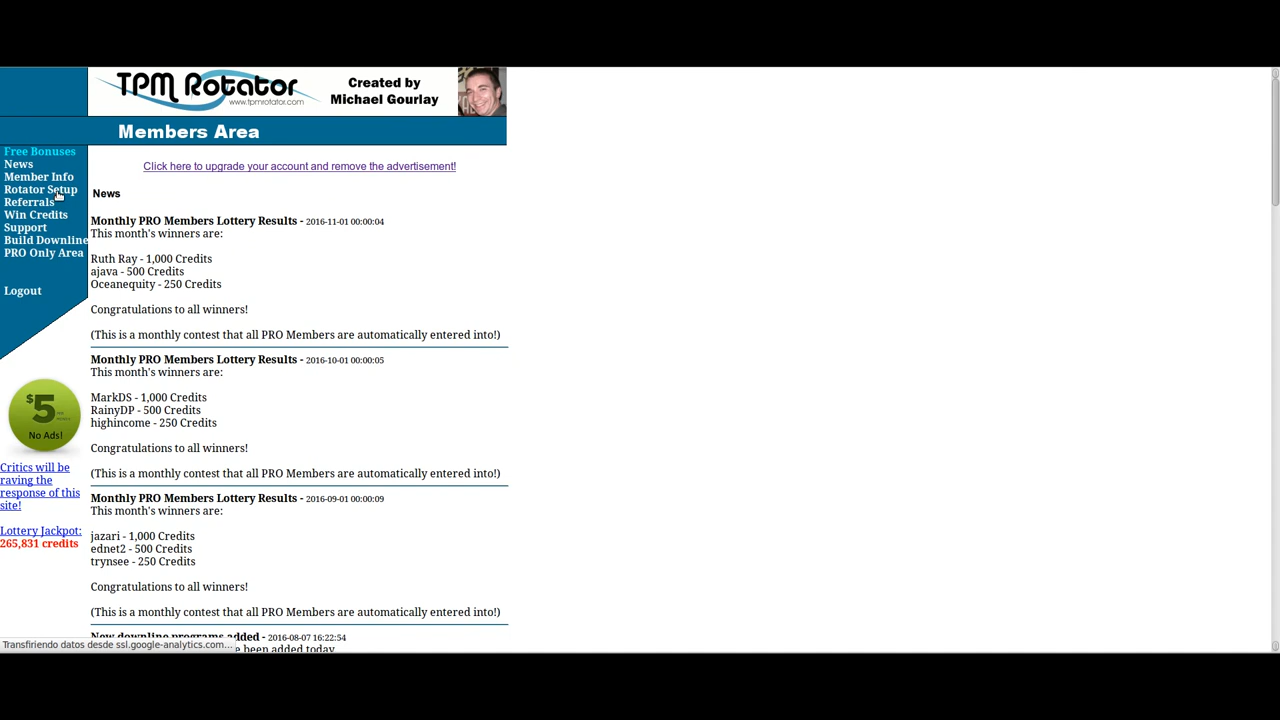 TPM Rotator
www.tpmrotator.com
Created by
Michael Gourlay
Members Area
Free Bonuses
News
Member Info
Rotator Setup
Referrals
Win Credits
Support
Build Downline
PRO Only Area
Logout
$5
No Ads!
Critics will be
raving the
response of this
site!
Lottery Jackpot:
265,831 credits
Click here to upgrade your account and remove the advertisement!
News
Monthly PRO Members Lottery Results - 2016-11-01 00:00:04
This month's winners are:
Ruth Ray - 1,000 Credits
ajava - 500 Credits
Oceanequity - 250 Credits
Congratulations to all winners!
(This is a monthly contest that all PRO Members are automatically entered into!)
Monthly PRO Members Lottery Results - 2016-10-01 00:00:05
This month's winners are:
MarkDS - 1,000 Credits
RainyDP - 500 Credits
highincome - 250 Credits
Congratulations to all winners!
(This is a monthly contest that all PRO Members are automatically entered into!)
Monthly PRO Members Lottery Results - 2016-09-01 00:00:09
This month's winners are:
jazari - 1,000 Credits
ednet2 - 500 Credits
trynsee - 250 Credits
Congratulations to all winners!
(This is a monthly contest that all PRO Members are automatically entered into!)
New downline programs added - 2016-08-07 16:22:54
been added today
Transfiriendo datos desde ssl.google-analytics.com...